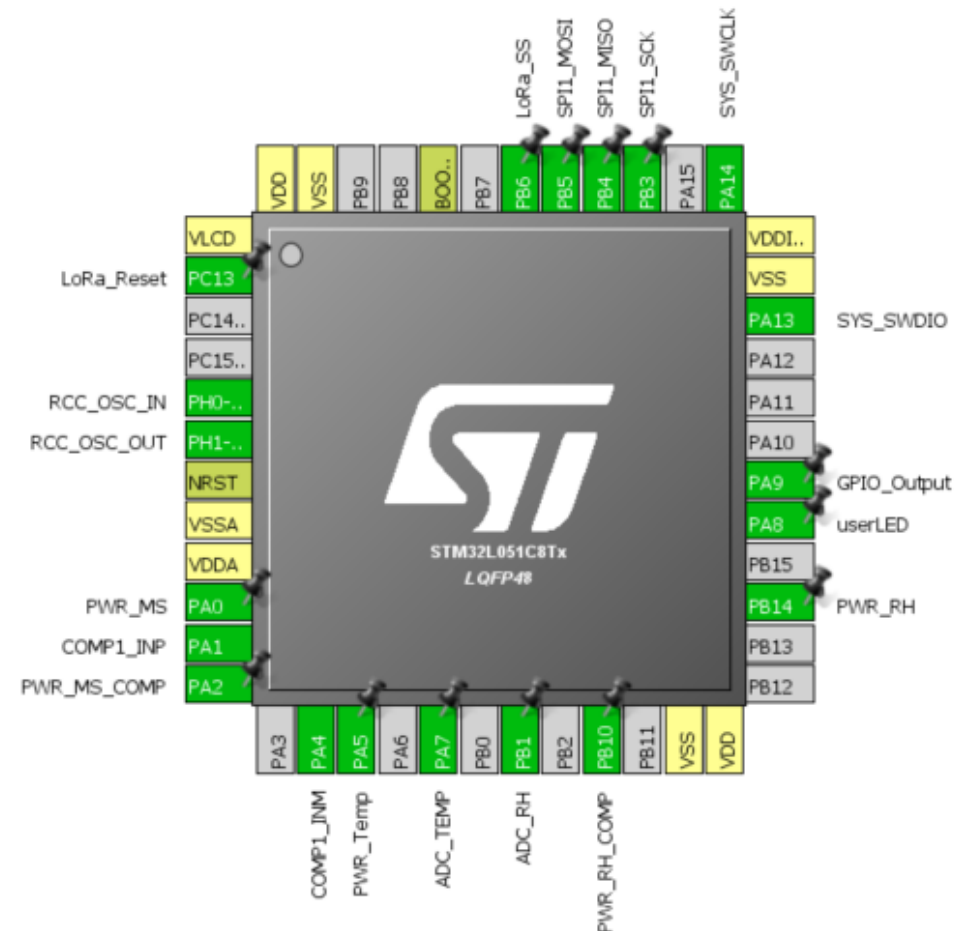 LoRa_SS
SPI1_MOSI
SPI1_MISO
SPI1_SCK
SYS_SWCLK
VDD
VSS
PB9
PB8
BOO..
PB7
PB6
PB5
PB4
PB3
PA15
PA14
VLCD
LoRa_Reset PC13
PC14..
PC15..
RCC_OSC_IN PH0-..
RCC_OSC_OUT PH1-..
NRST
VSSA
VDDA
PWR_MS PA0
COMP1_INP PA1
PWR_MS_COMP PA2
STM32L051C8Tx
LQFP48
VDDI..
VSS
PA13 SYS_SWDIO
PA12
PA11
PA10
PA9 GPIO_Output
PA8 userLED
PB15
PB14 PWR_RH
PB13
PB12
PA3
PA4
PA5
PA6
PA7
PB0
PB1
PB2
PB10
PB11
VSS
VDD
COMP1_INM
PWR_Temp
ADC_TEMP
ADC_RH
PWR_RH_COMP